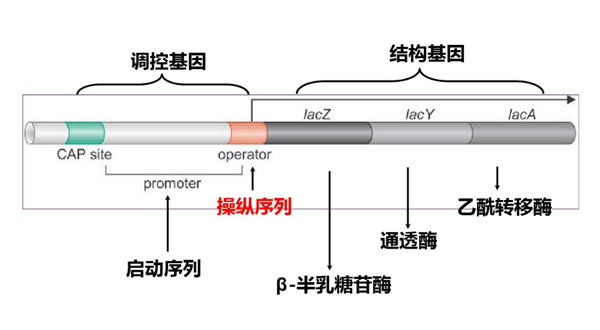 调控基因
结构基因
lacZ
lacY
lacA
CAP site
operator
promoter
操纵序列
乙酰转移酶
通透酶
启动序列
β-半乳糖苷酶